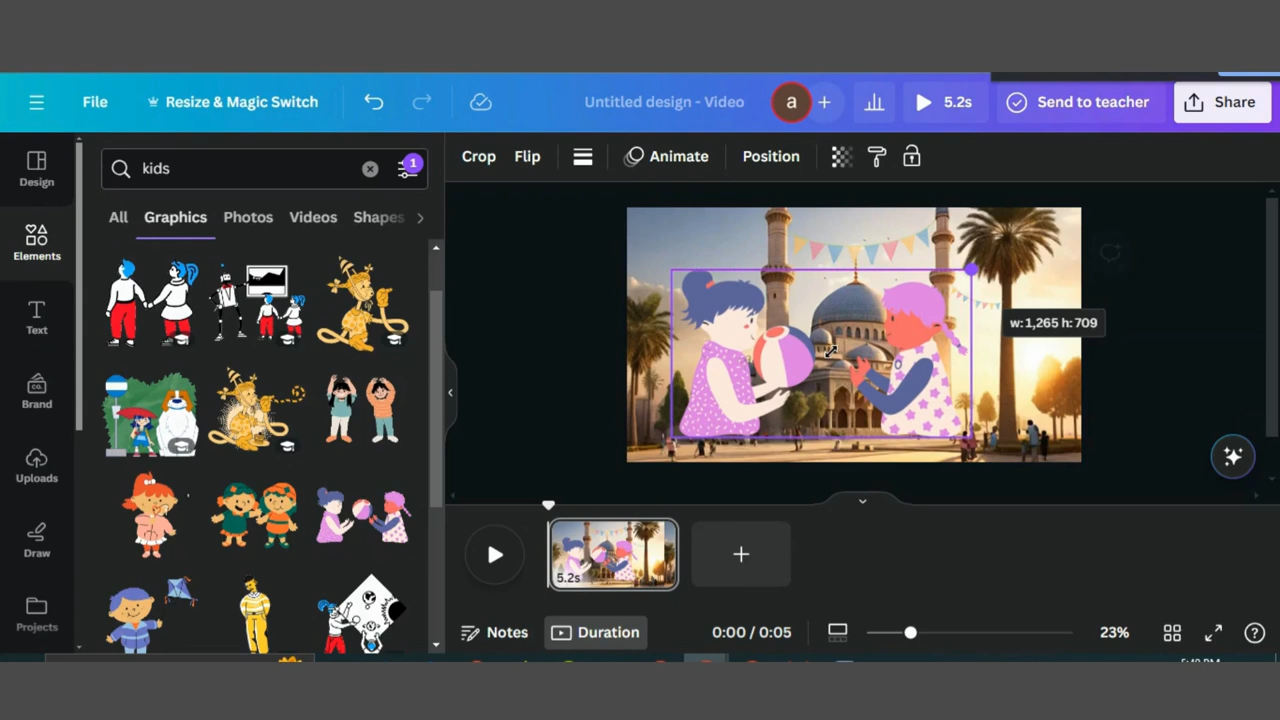 File
Resize & Magic Switch
Untitled design - Video
a
+
5.2s
Send to teacher
Share
Design
Elements
Text
Brand
Uploads
Draw
Projects
kids
1
All
Graphics
Photos
Videos
Shapes
Crop
Flip
Animate
Position
w: 1,265 h: 709
5.2s
Notes
Duration
0:00 / 0:05
23%
?